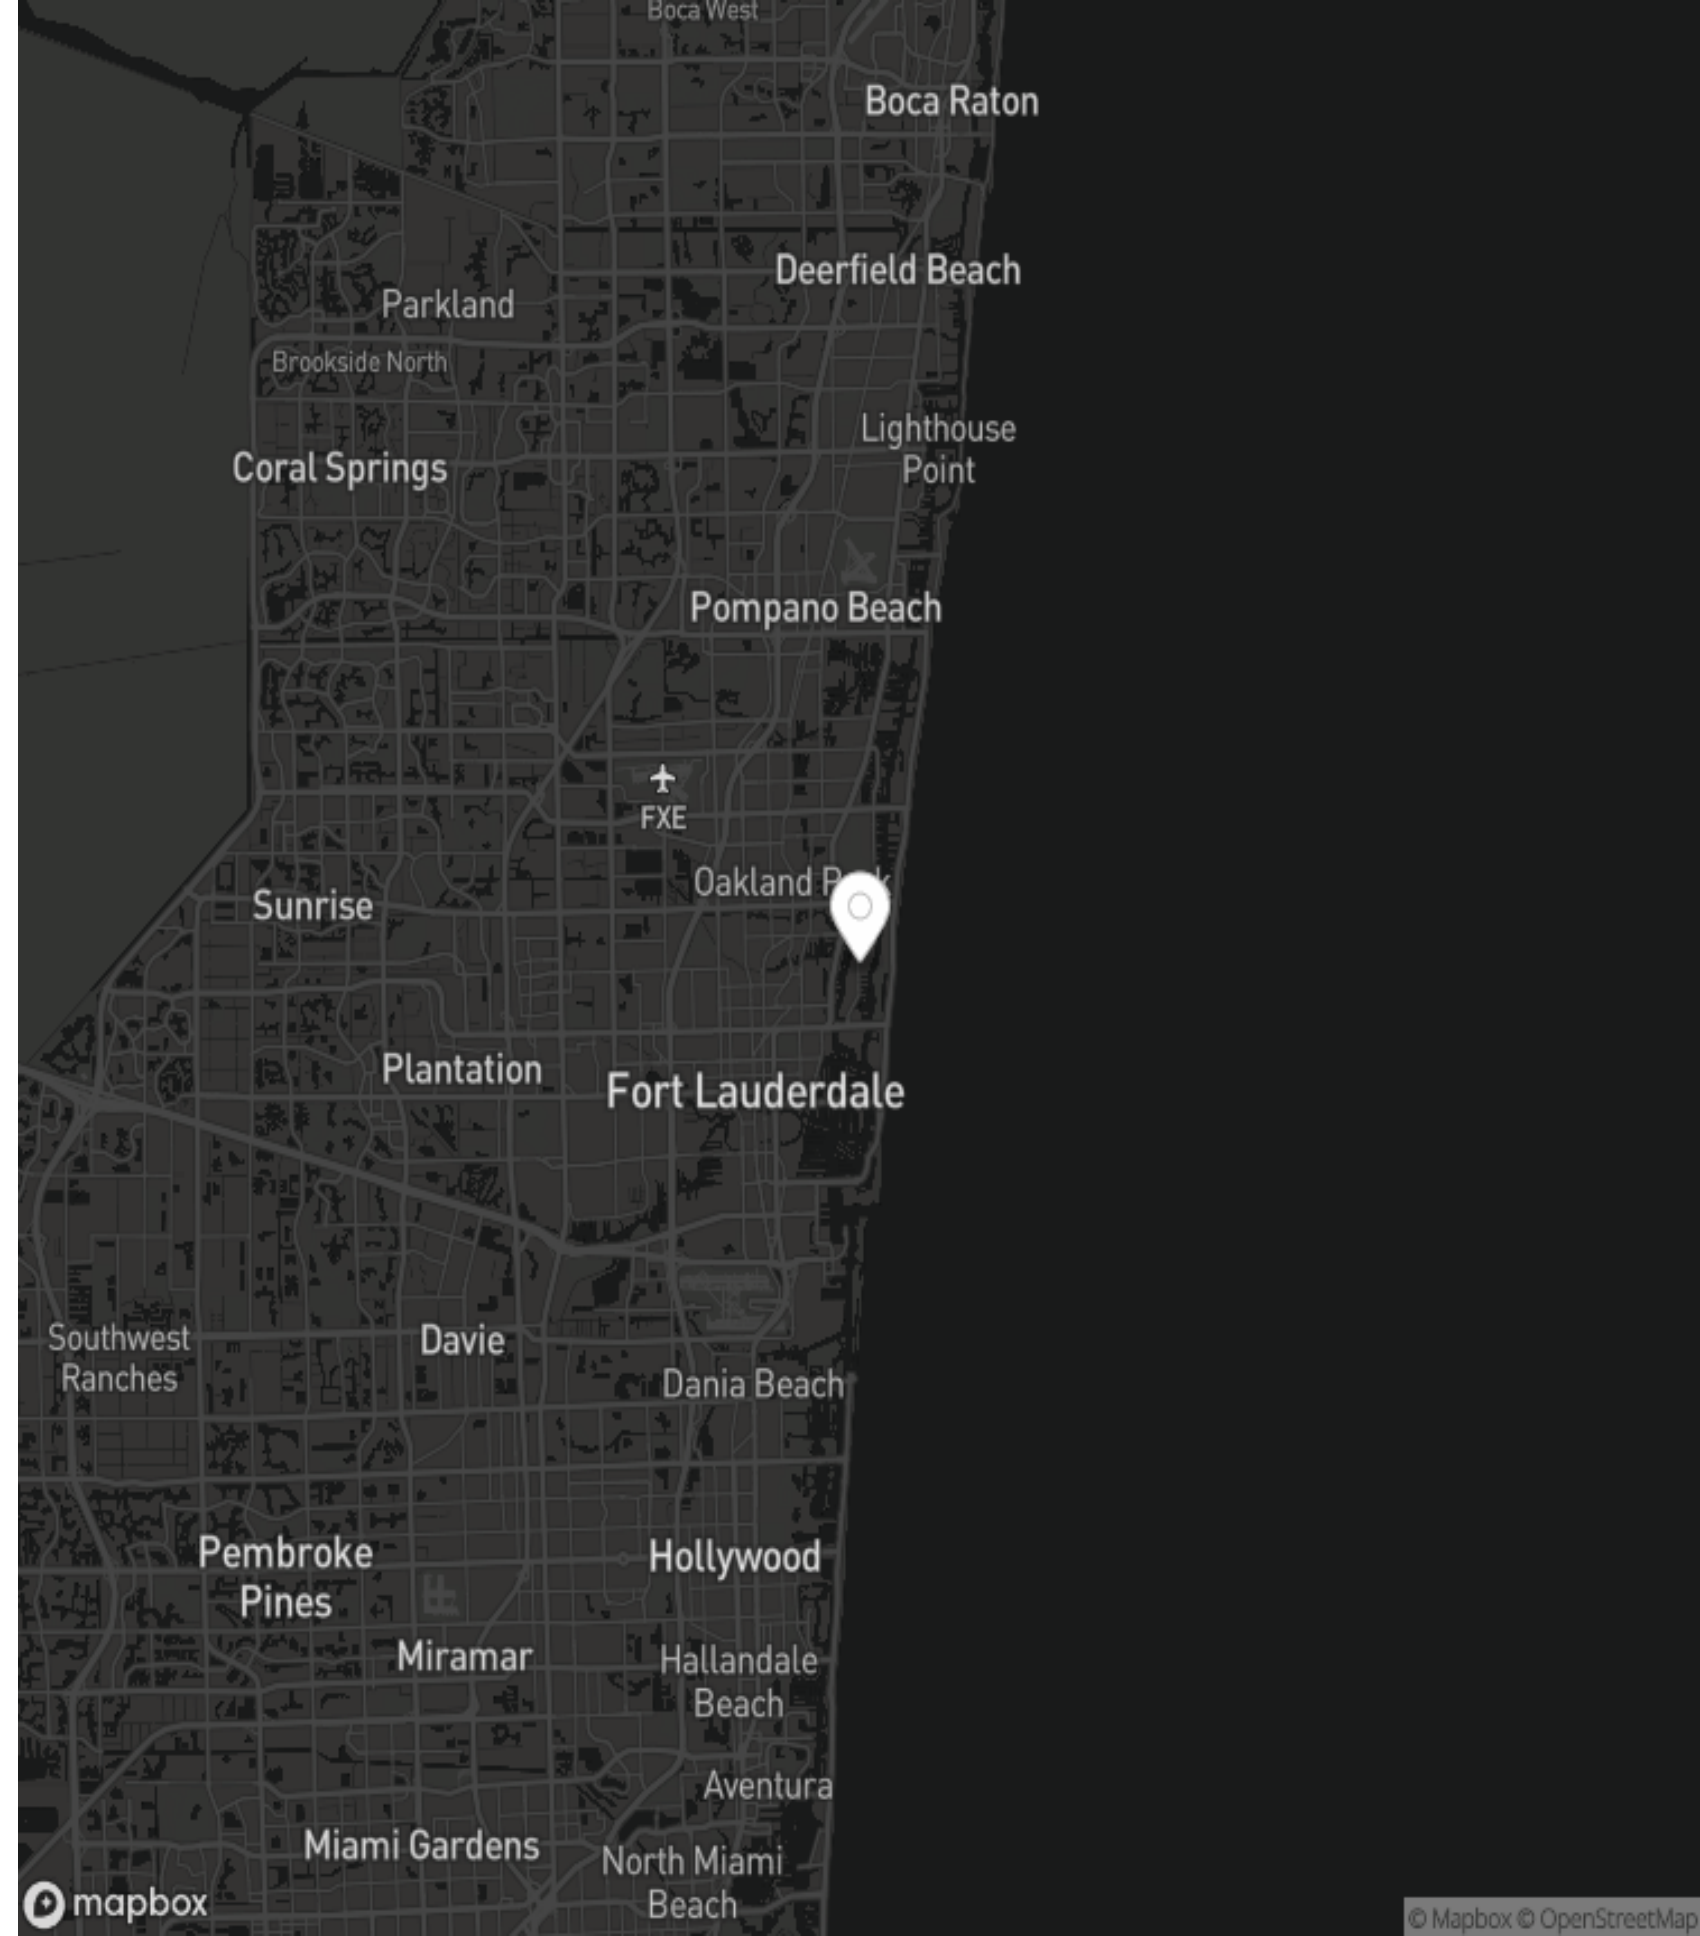 Boca West
Boca Raton
Deerfield Beach
Parkland
Brookside North
Lighthouse
Point
Coral Springs
Pompano Beach
FXE
Oakland
Sunrise
Plantation
Fort Lauderdale
Southwest
Ranches
Davie
Dania Beach
Pembroke
Pines
Hollywood
Miramar
Hallandale
Beach
Aventura
Miami Gardens
North Miami
Beach
mapbox
© Mapbox © OpenStreetMap